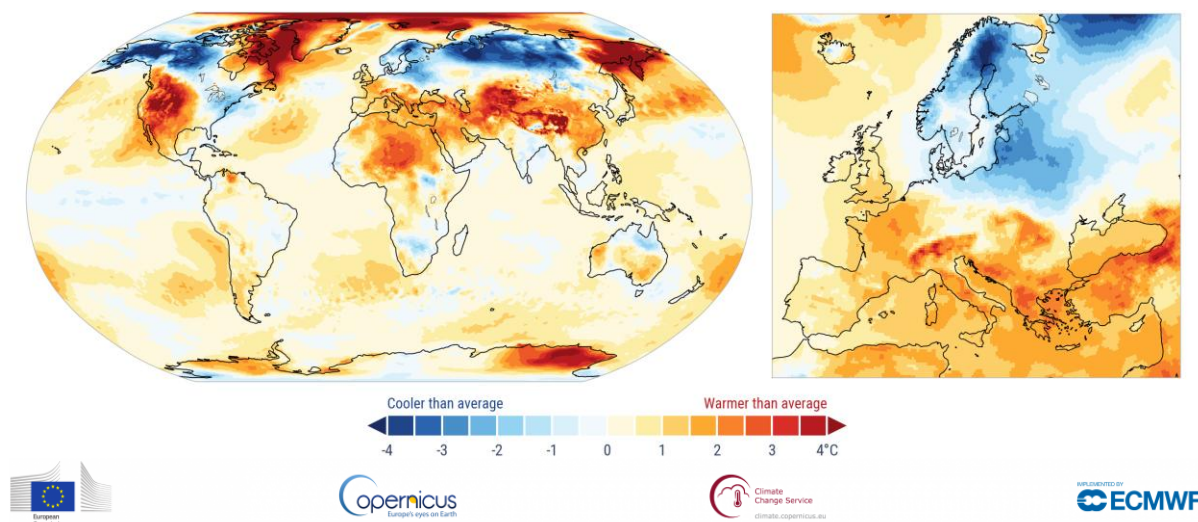 Cooler than average
Warmer than average
-4 -3 -2 -1 0 1 2 3 4°C
European
opernicus
Europe's eyes on Earth
Climate
Change Service
climate.copernicus.eu
IMPLEMENTED BY
ECMWF